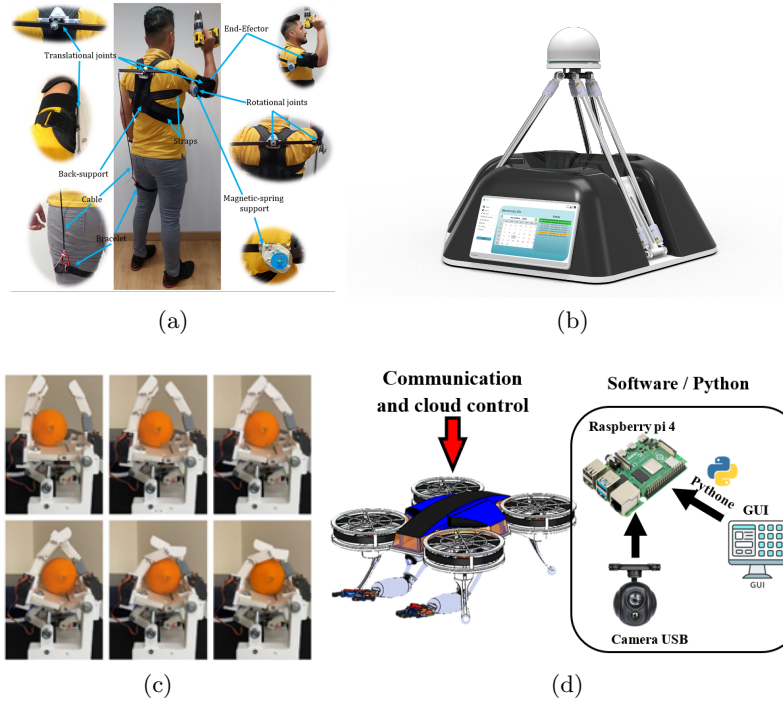 Translational joints
End-Efector
Rotational joints
Straps
Back-support
Cable
Bracelet
Magnetic-spring
support
(a)
(b)
(c)
Communication
and cloud control
Software / Python
Raspberry pi 4
Pythone
GUI
GUI
Camera USB
(d)